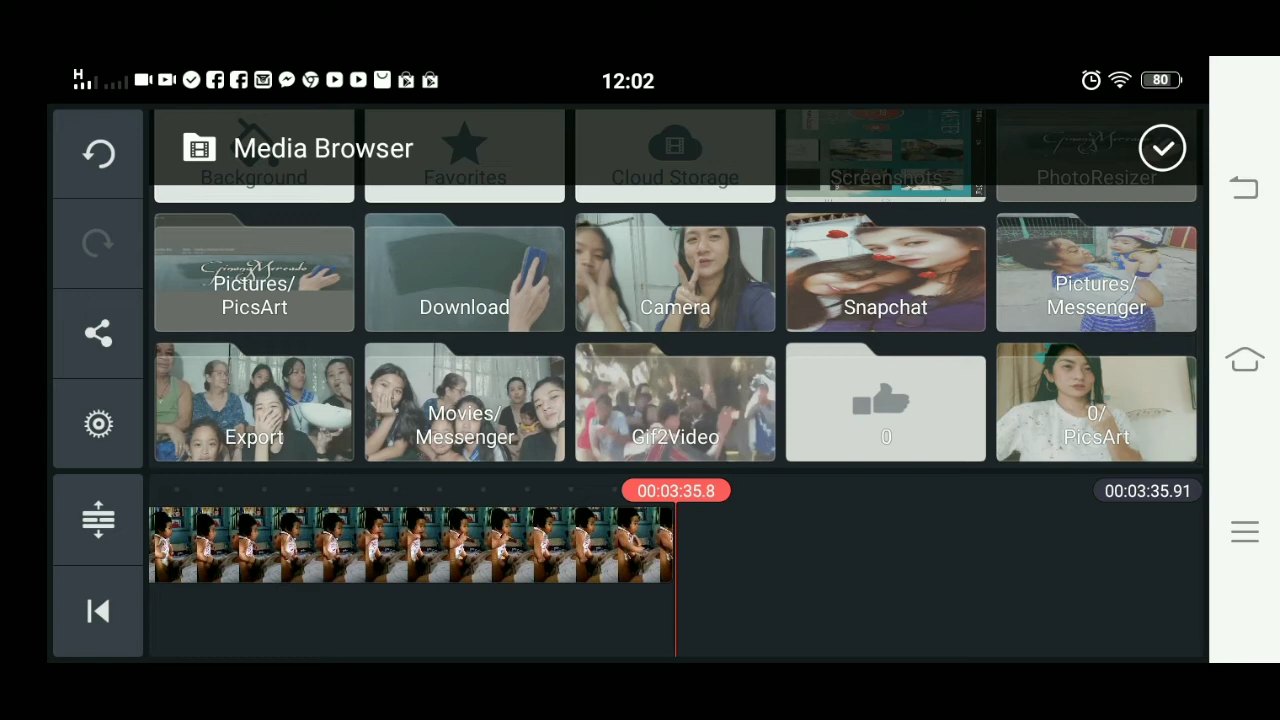 H
12:02
80
Media Browser
Background
Favorites
Cloud Storage
Screenshots
PhotoResizer
Pictures/
PicsArt
Download
Camera
Snapchat
Pictures/
Messenger
Export
Movies/
Messenger
Gif2Video
0
0/
PicsArt
00:03:35.8
00:03:35.91